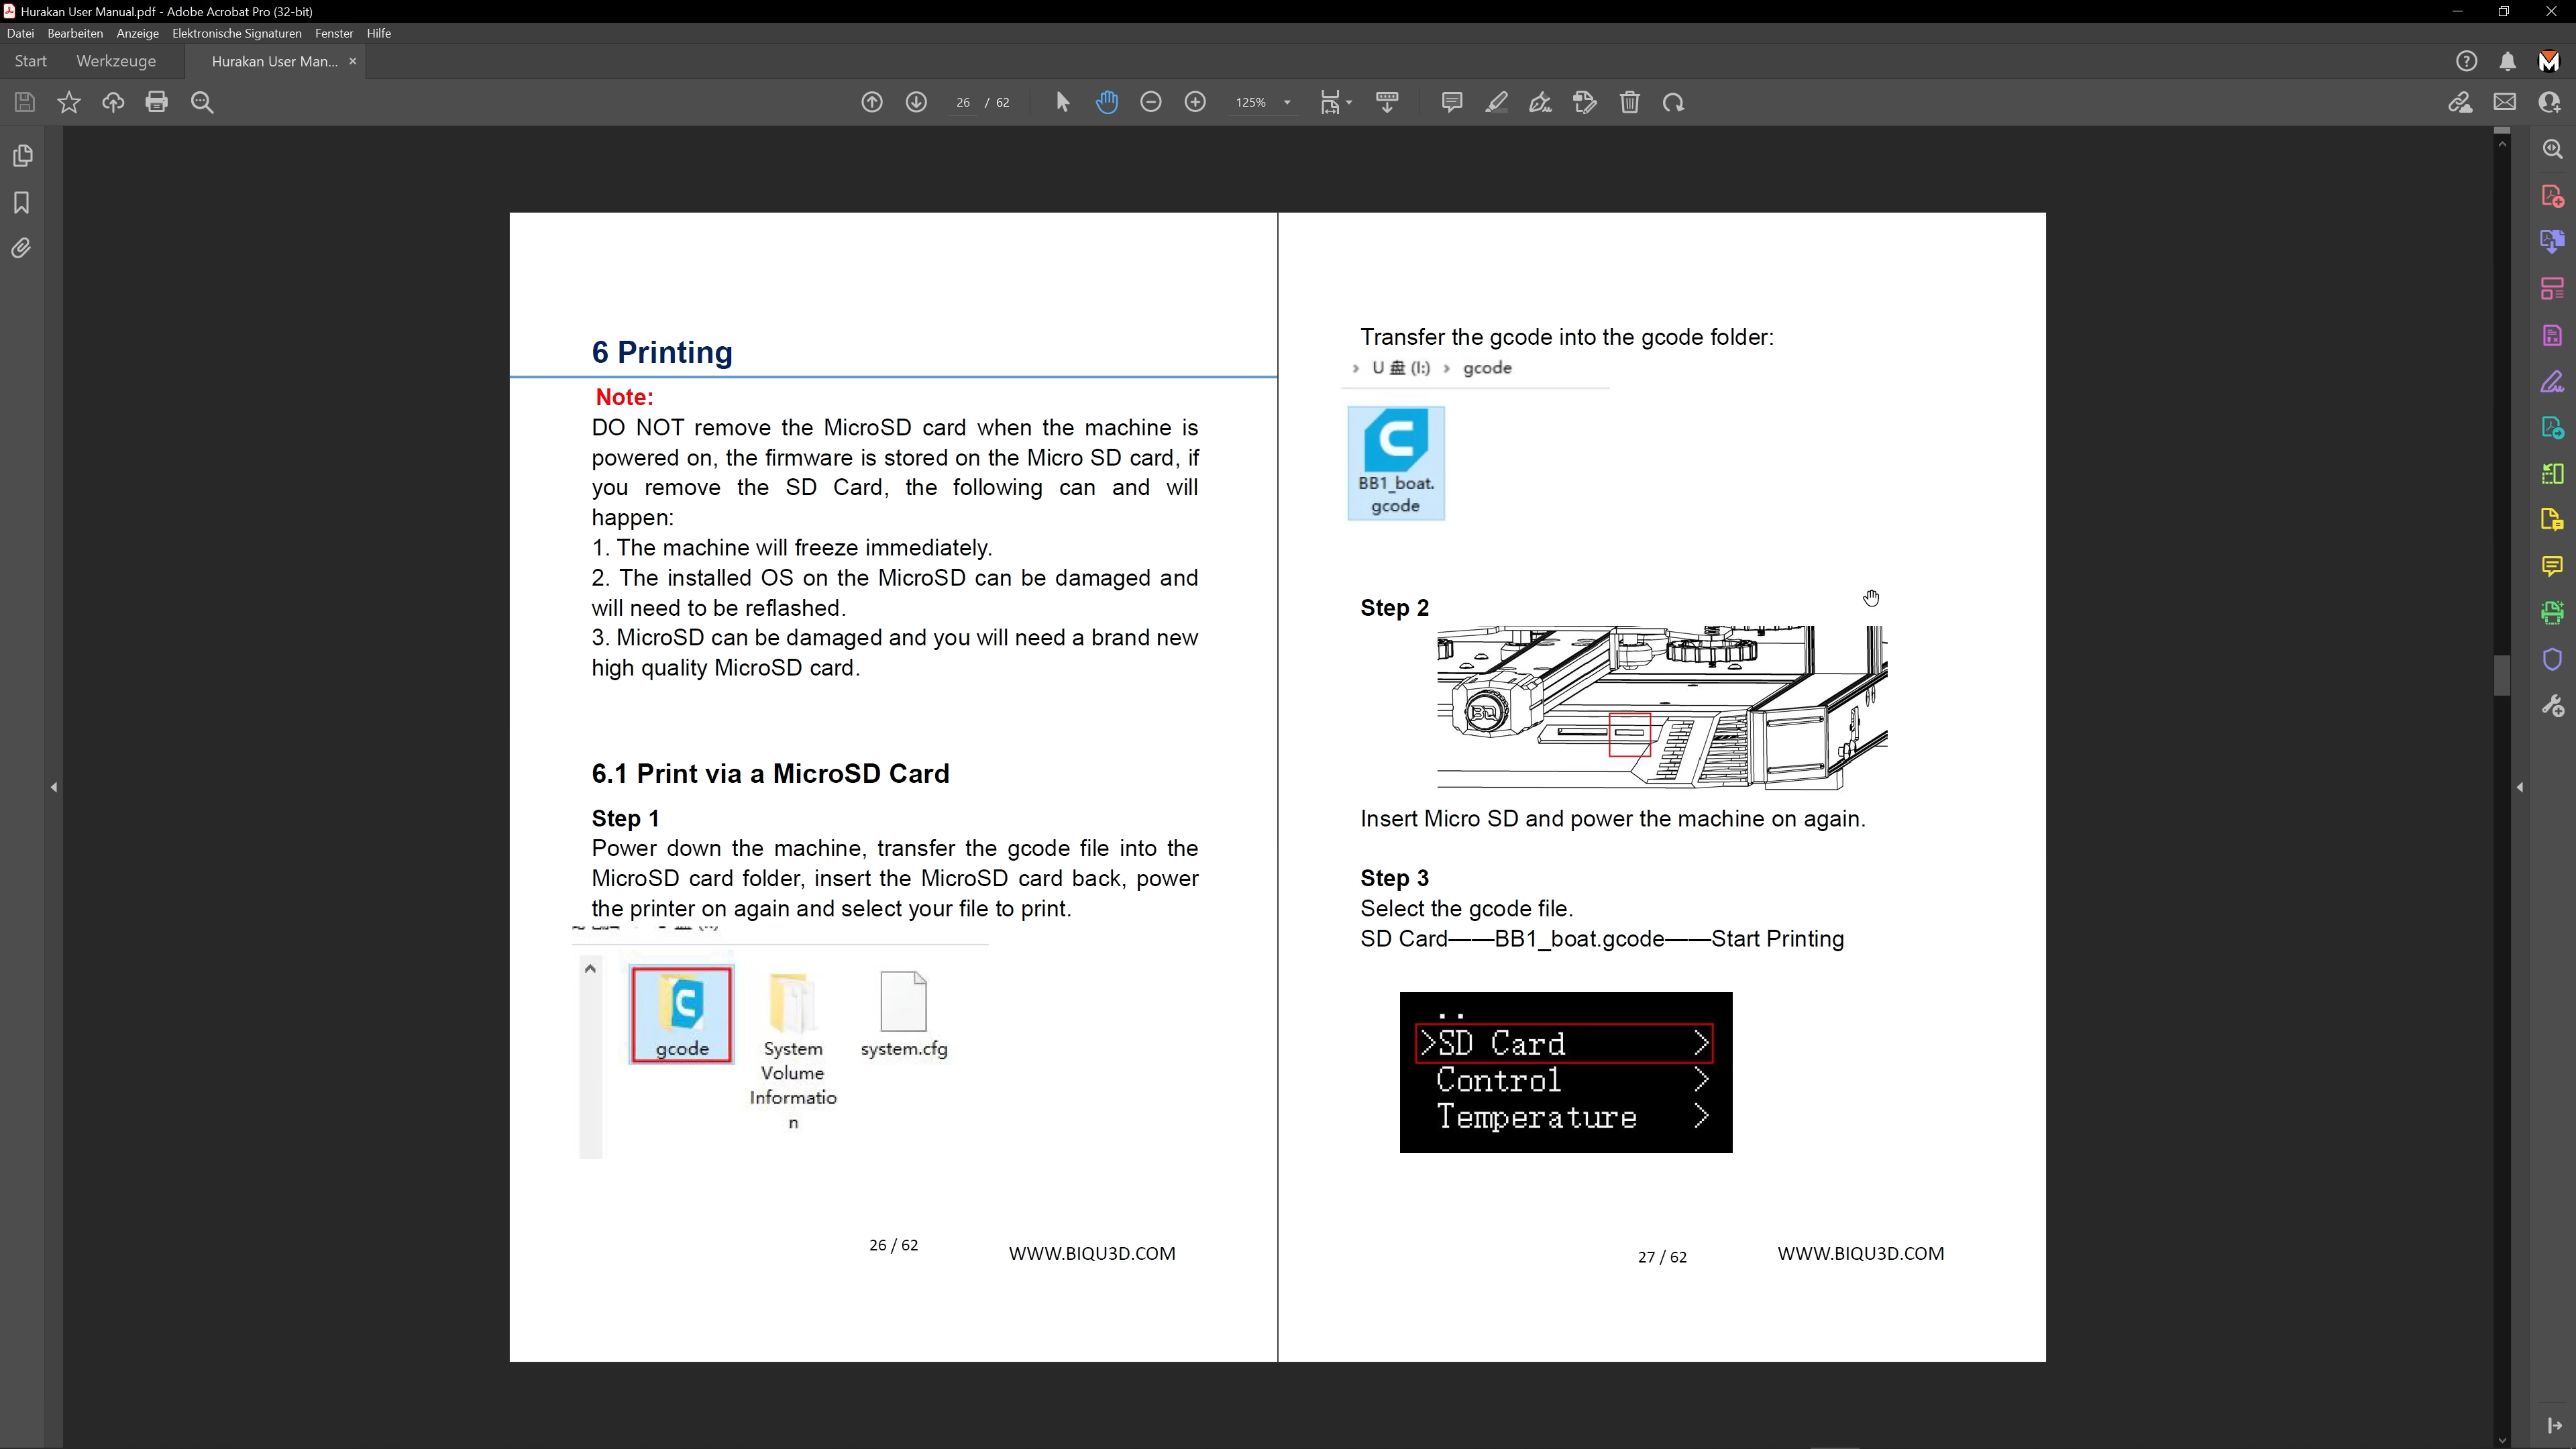 Hurakan User Manual.pdf - Adobe Acrobat Pro (32-bit)
Datei Bearbeiten Anzeige Elektronische Signaturen Fenster Hilfe
Start Werkzeuge Hurakan User Man...
26 / 62
125%
6 Printing
Note:
DO NOT remove the MicroSD card when the machine is
powered on, the firmware is stored on the Micro SD card, if
you remove the SD Card, the following can and will
happen:
1. The machine will freeze immediately.
2. The installed OS on the MicroSD can be damaged and
will need to be reflashed.
3. MicroSD can be damaged and you will need a brand new
high quality MicroSD card.
6.1 Print via a MicroSD Card
Step 1
Power down the machine, transfer the gcode file into the
MicroSD card folder, insert the MicroSD card back, power
the printer on again and select your file to print.
gcode
System
Volume
Informatio
n
system.cfg
26 / 62
WWW.BIQU3D.COM
Transfer the gcode into the gcode folder:
› U 盘 (I:) › gcode
C
BB1_boat.
gcode
Step 2
BQ
Insert Micro SD and power the machine on again.
Step 3
Select the gcode file.
SD Card——BB1_boat.gcode——Start Printing
..
>SD Card >
Control >
Temperature >
27 / 62
WWW.BIQU3D.COM